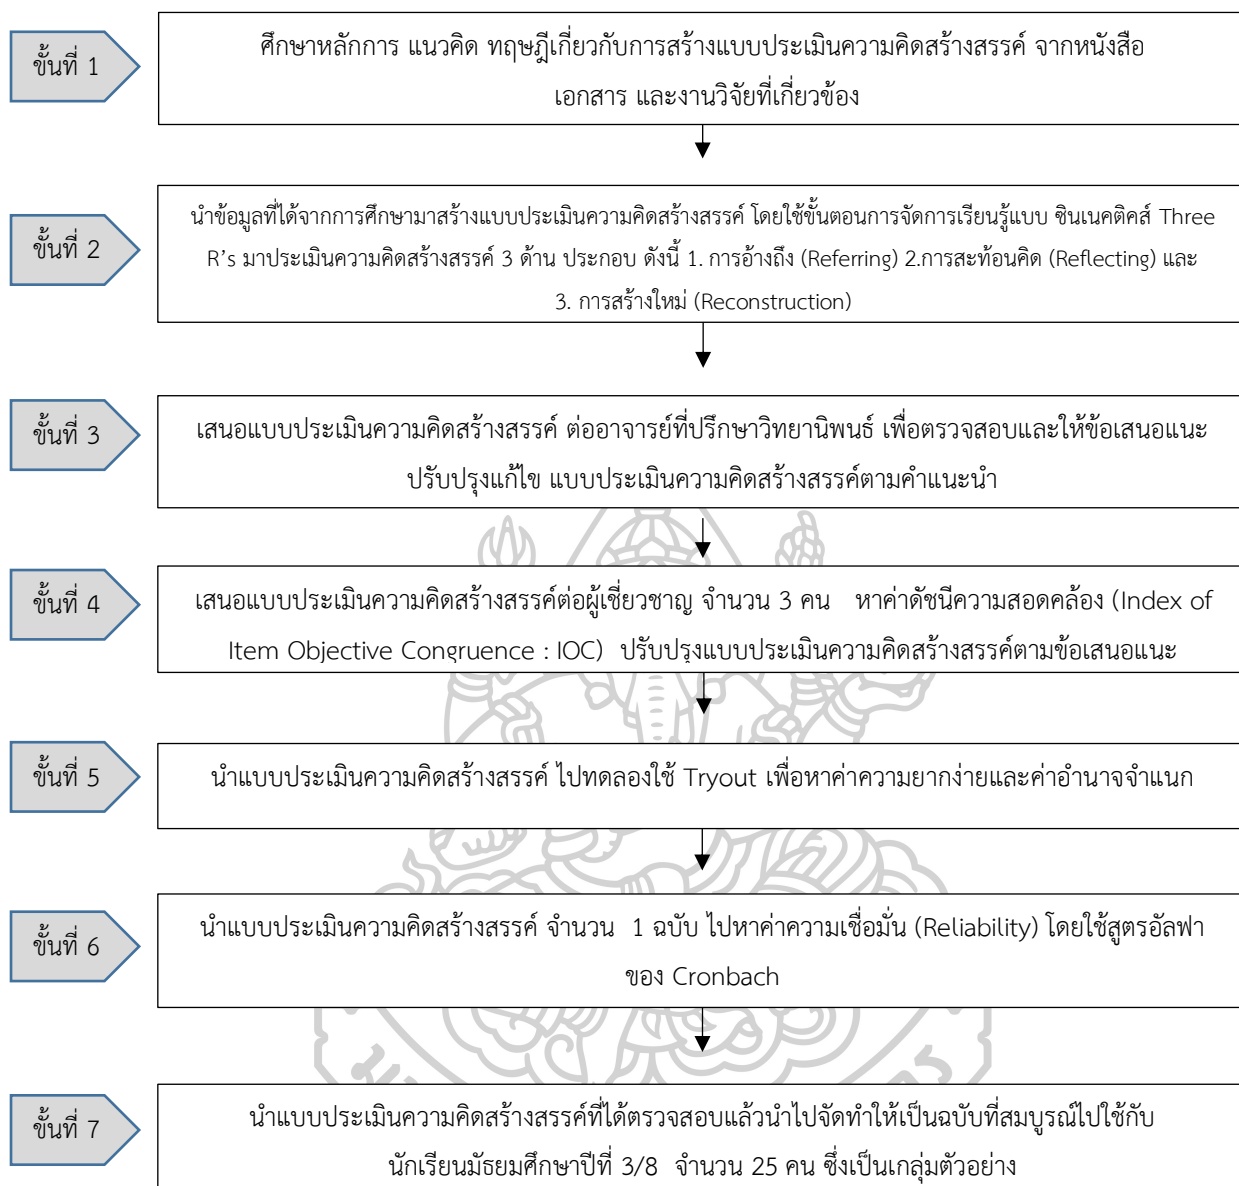 ขั้นที่ 1
ศึกษาหลักการ แนวคิด ทฤษฎีเกี่ยวกับการสร้างแบบประเมินความคิดสร้างสรรค์ จากหนังสือ
เอกสาร และงานวิจัยที่เกี่ยวข้อง
ขั้นที่ 2
นำข้อมูลที่ได้จากการศึกษามาสร้างแบบประเมินความคิดสร้างสรรค์ โดยใช้ขั้นตอนการจัดการเรียนรู้แบบ ซินเนคติคส์ Three
R’s มาประเมินความคิดสร้างสรรค์ 3 ด้าน ประกอบ ดังนี้ 1. การอ้างถึง (Referring) 2.การสะท้อนคิด (Reflecting) และ
3. การสร้างใหม่ (Reconstruction)
ขั้นที่ 3
เสนอแบบประเมินความคิดสร้างสรรค์ ต่ออาจารย์ที่ปรึกษาวิทยานิพนธ์ เพื่อตรวจสอบและให้ข้อเสนอแนะ
ปรับปรุงแก้ไข แบบประเมินความคิดสร้างสรรค์ตามคำแนะนำ
ขั้นที่ 4
เสนอแบบประเมินความคิดสร้างสรรค์ต่อผู้เชี่ยวชาญ จำนวน 3 คน หาค่าดัชนีความสอดคล้อง (Index of
Item Objective Congruence : IOC) ปรับปรุงแบบประเมินความคิดสร้างสรรค์ตามข้อเสนอแนะ
ขั้นที่ 5
นำแบบประเมินความคิดสร้างสรรค์ ไปทดลองใช้ Tryout เพื่อหาค่าความยากง่ายและค่าอำนาจจำแนก
ขั้นที่ 6
นำแบบประเมินความคิดสร้างสรรค์ จำนวน 1 ฉบับ ไปหาค่าความเชื่อมั่น (Reliability) โดยใช้สูตรอัลฟา
ของ Cronbach
ขั้นที่ 7
นำแบบประเมินความคิดสร้างสรรค์ที่ได้ตรวจสอบแล้วนำไปจัดทำให้เป็นฉบับที่สมบูรณ์ไปใช้กับ
นักเรียนมัธยมศึกษาปีที่ 3/8 จำนวน 25 คน ซึ่งเป็นเกลุ่มตัวอย่าง